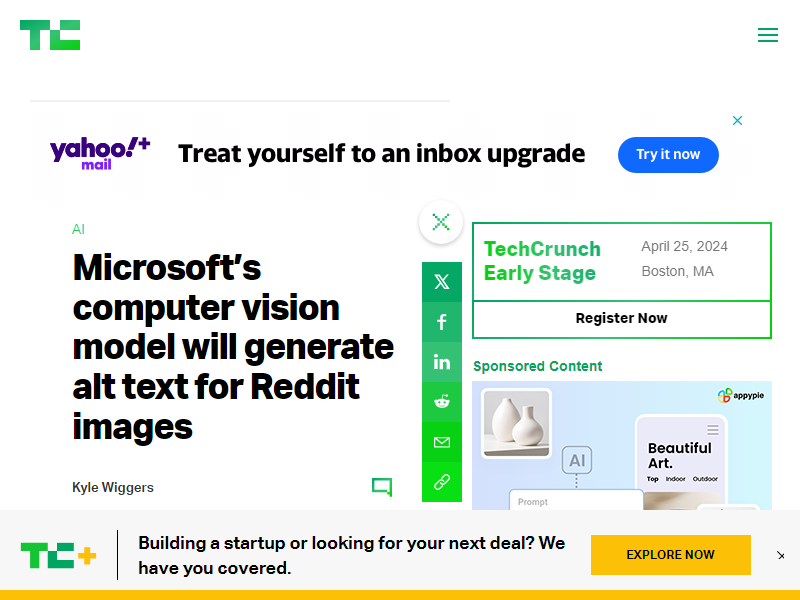 TC
yahoo!+
mail
Treat yourself to an inbox upgrade
Try it now
AI
Microsoft's
computer vision
model will generate
alt text for Reddit
images
Kyle Wiggers
TechCrunch
Early Stage
April 25, 2024
Boston, MA
Register Now
Sponsored Content
appypie
Beautiful
Art.
Top Indoor Outdoor
AI
Prompt
TC+
Building a startup or looking for your next deal? We
have you covered.
EXPLORE NOW